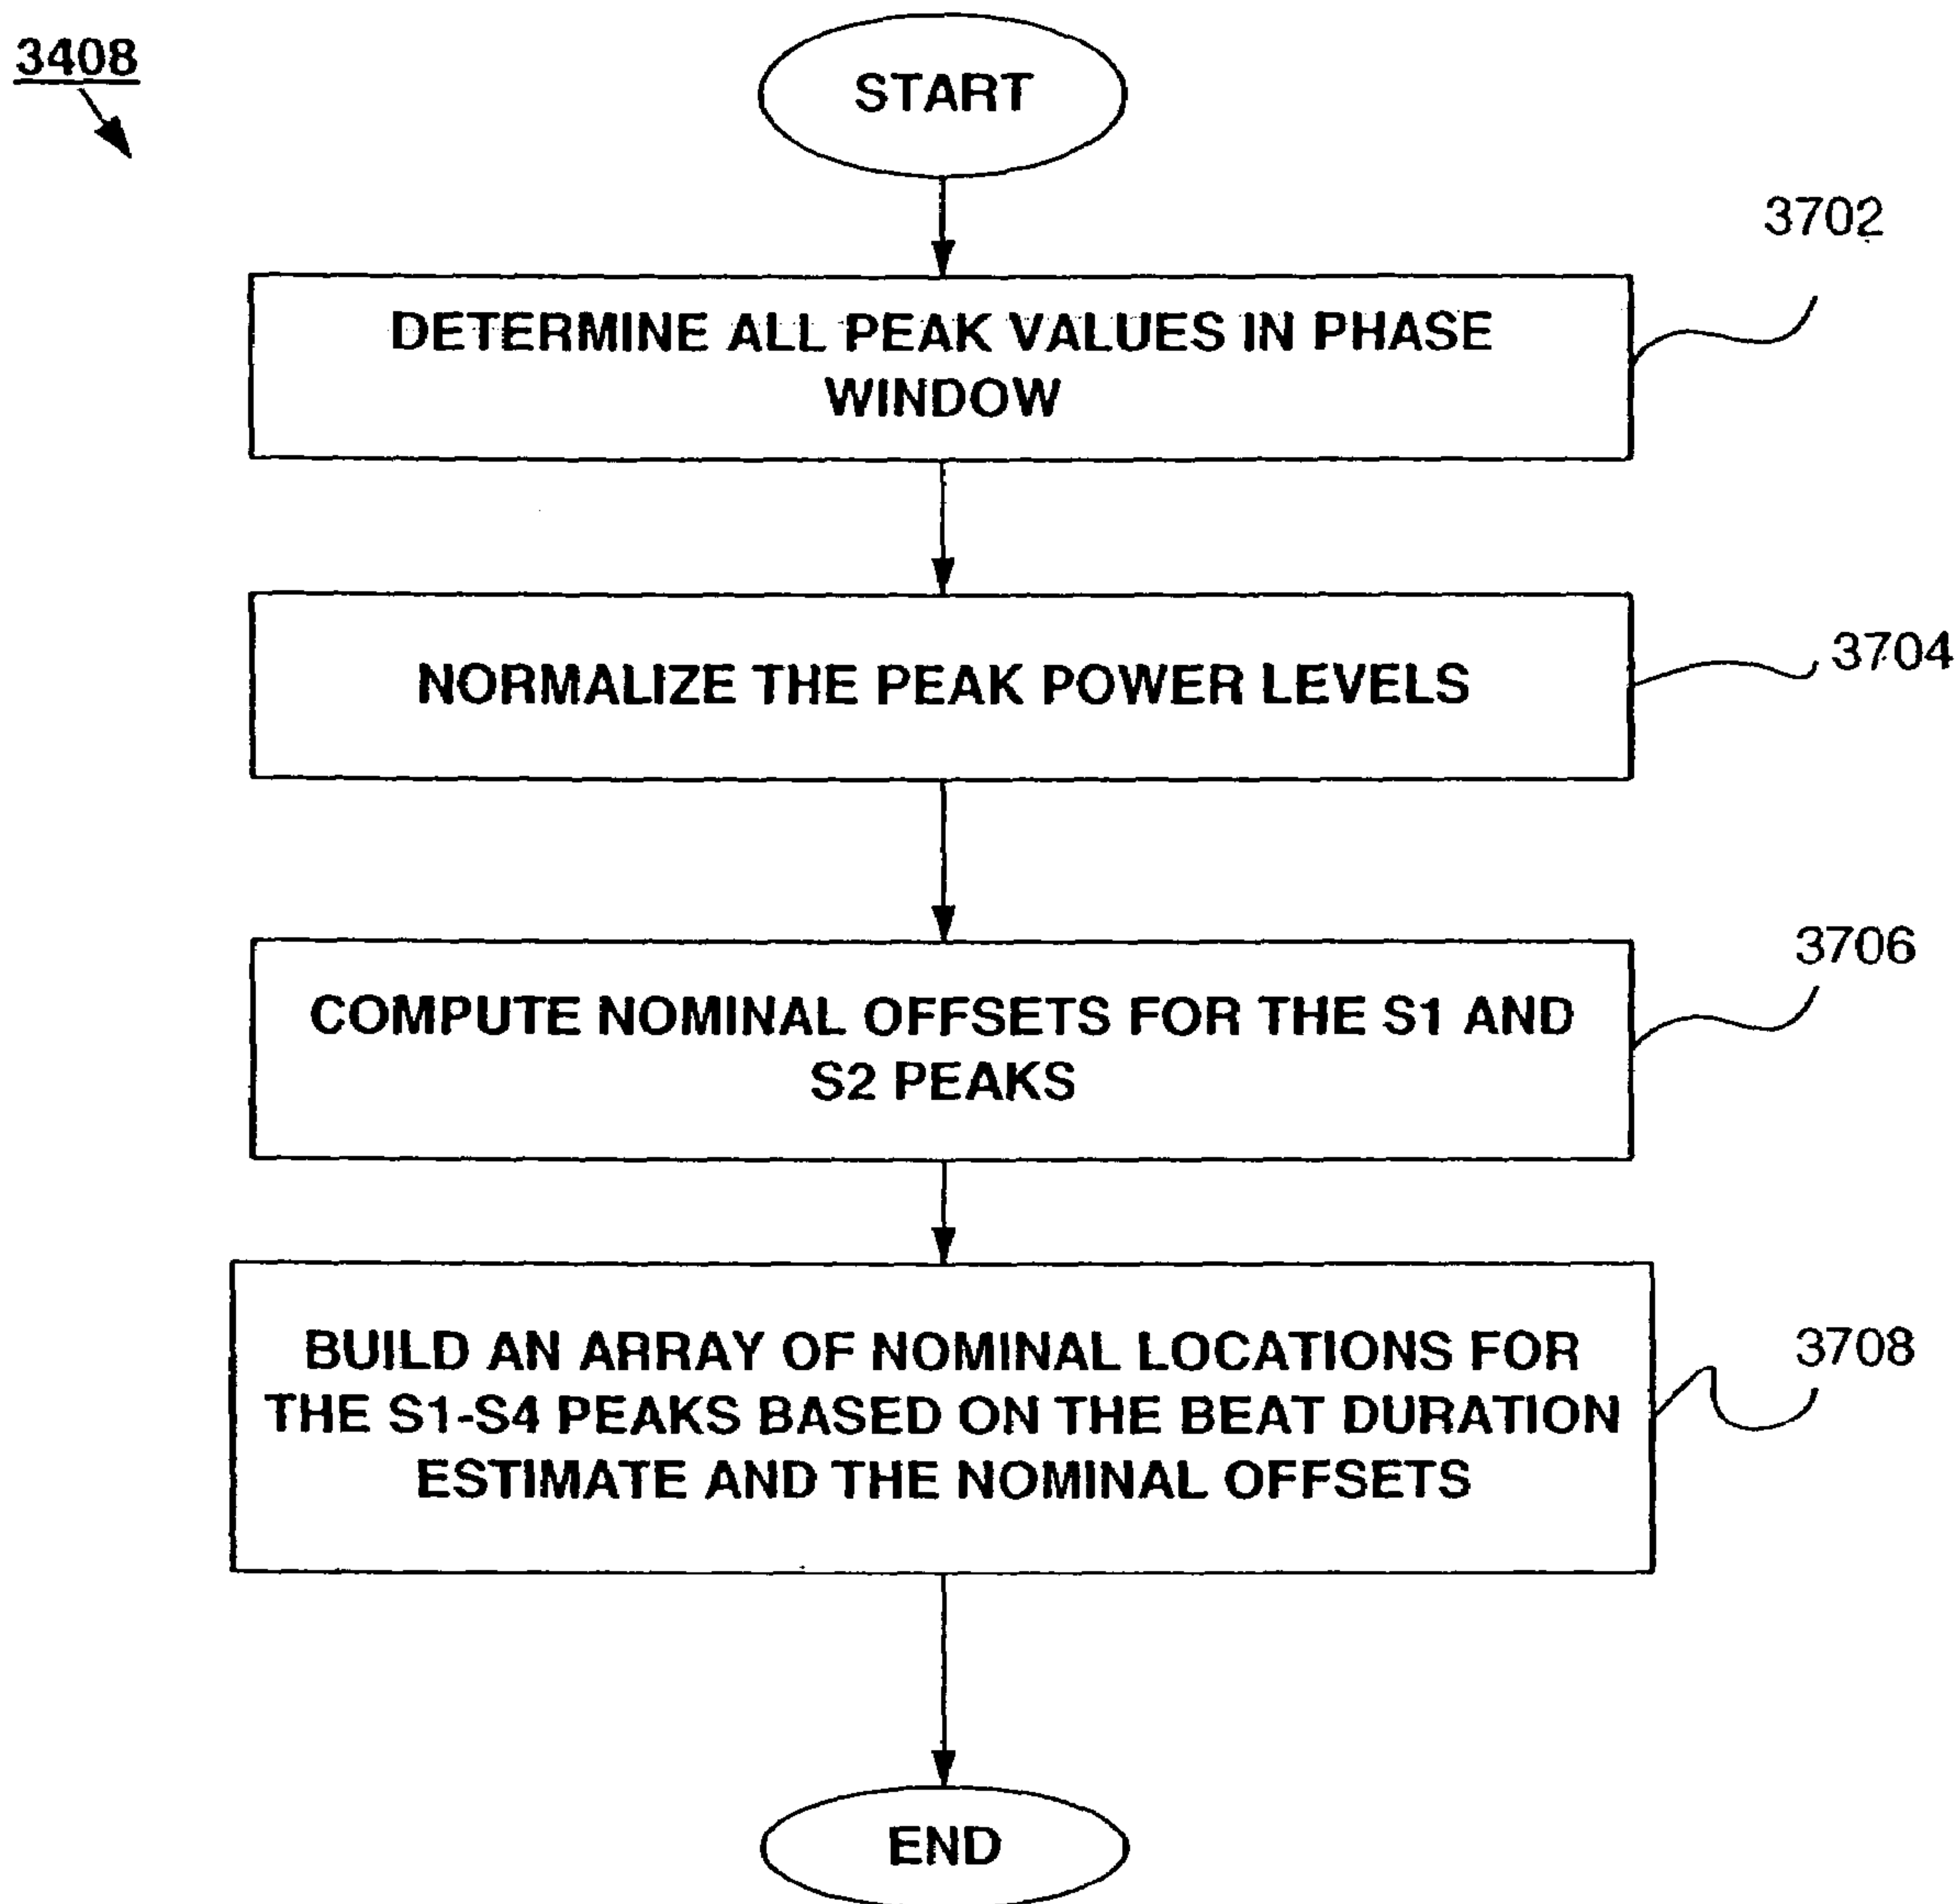 3408
START
3702
DETERMINE ALL PEAK VALUES IN PHASE
WINDOW
3704
NORMALIZE THE PEAK POWER LEVELS
3706
COMPUTE NOMINAL OFFSETS FOR THE S1 AND
S2 PEAKS
3708
BUILD AN ARRAY OF NOMINAL LOCATIONS FOR
THE S1-S4 PEAKS BASED ON THE BEAT DURATION
ESTIMATE AND THE NOMINAL OFFSETS
END